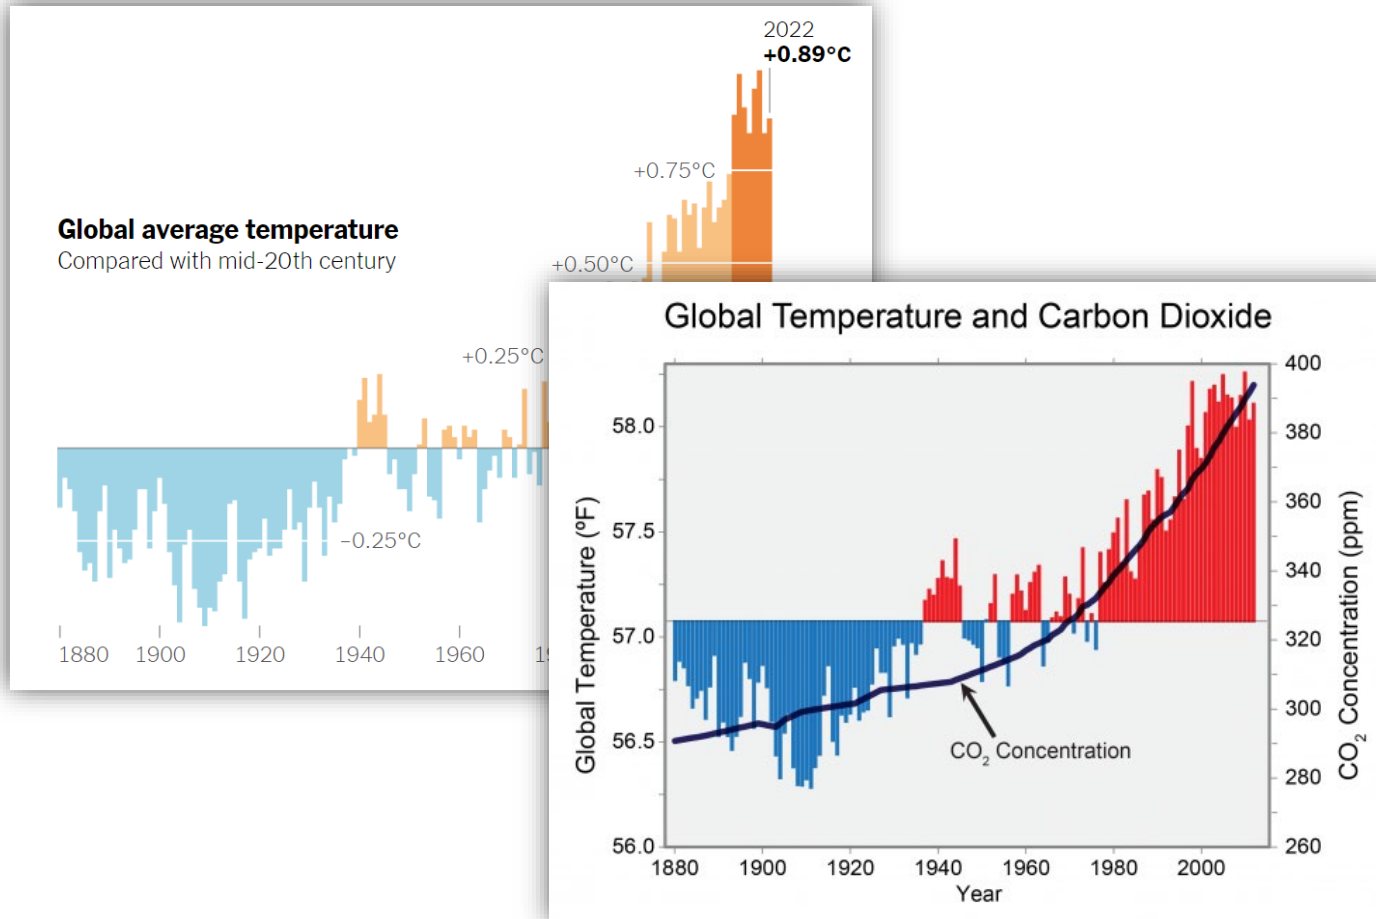 2022
+0.89°C
+0.75°C
Global average temperature
Compared with mid-20th century
+0.50°C
+0.25°C
−0.25°C
1880 1900 1920 1940 1960
Global Temperature and Carbon Dioxide
Global Temperature (ºF)
58.0
57.5
57.0
56.5
56.0
400
380
360
340
320
300
280
260
CO₂ Concentration (ppm)
CO₂ Concentration
1880 1900 1920 1940 1960 1980 2000
Year